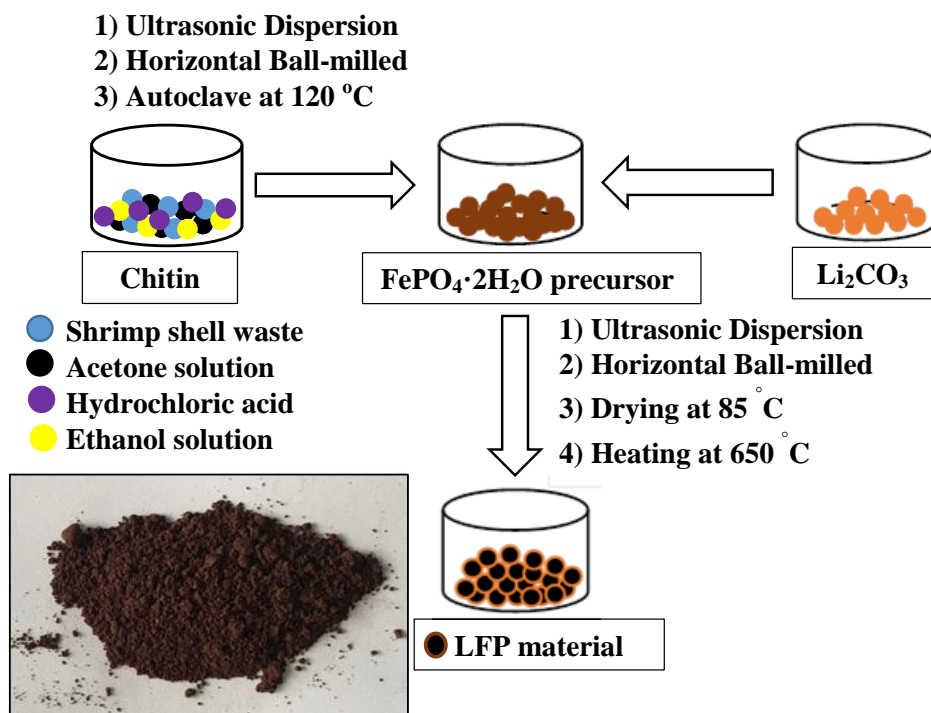 1) Ultrasonic Dispersion
2) Horizontal Ball-milled
3) Autoclave at 120 °C
Chitin
FePO₄·2H₂O precursor
Li₂CO₃
Shrimp shell waste
Acetone solution
Hydrochloric acid
Ethanol solution
1) Ultrasonic Dispersion
2) Horizontal Ball-milled
3) Drying at 85 °C
4) Heating at 650 °C
LFP material